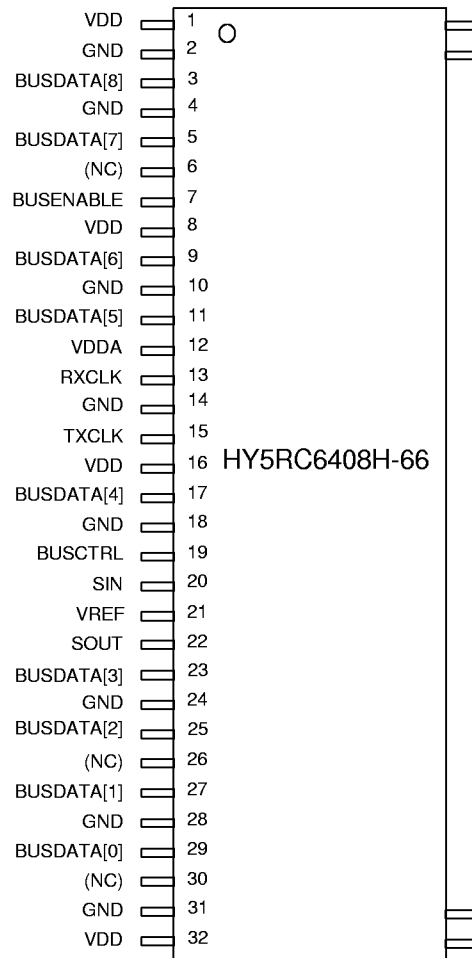 VDD 1
GND 2
BUSDATA[8] 3
GND 4
BUSDATA[7] 5
(NC) 6
BUSENABLE 7
VDD 8
BUSDATA[6] 9
GND 10
BUSDATA[5] 11
VDDA 12
RXCLK 13
GND 14
TXCLK 15
VDD 16
HY5RC6408H-66
BUSDATA[4] 17
GND 18
BUSCTRL 19
SIN 20
VREF 21
SOUT 22
BUSDATA[3] 23
GND 24
BUSDATA[2] 25
(NC) 26
BUSDATA[1] 27
GND 28
BUSDATA[0] 29
(NC) 30
GND 31
VDD 32